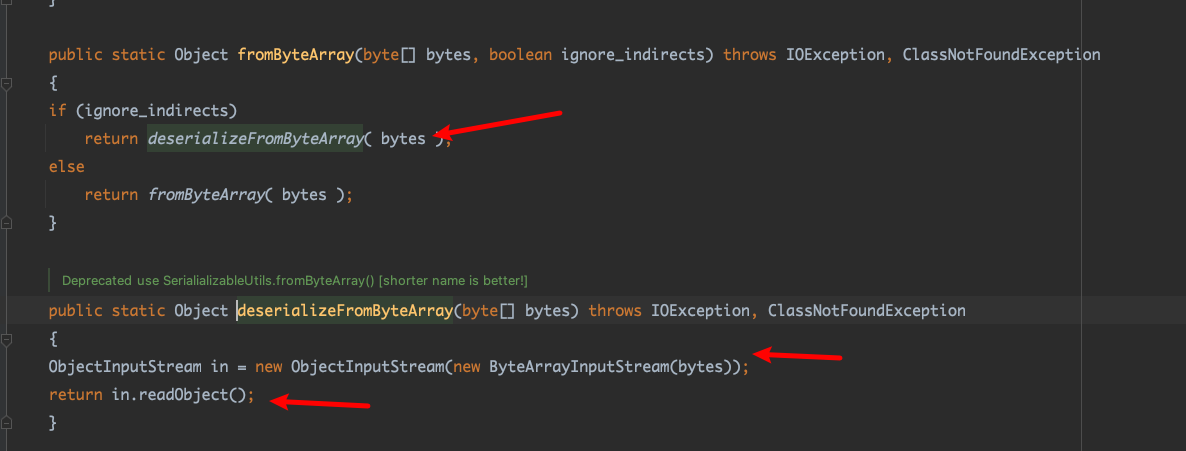 }
public static Object fromByteArray(byte[] bytes, boolean ignore_indirects) throws IOException, ClassNotFoundException
{
if (ignore_indirects)
return deserializeFromByteArray( bytes );
else
return fromByteArray( bytes );
}
Deprecated use SerialializableUtils.fromByteArray() [shorter name is better!]
public static Object deserializeFromByteArray(byte[] bytes) throws IOException, ClassNotFoundException
{
ObjectInputStream in = new ObjectInputStream(new ByteArrayInputStream(bytes));
return in.readObject();
}